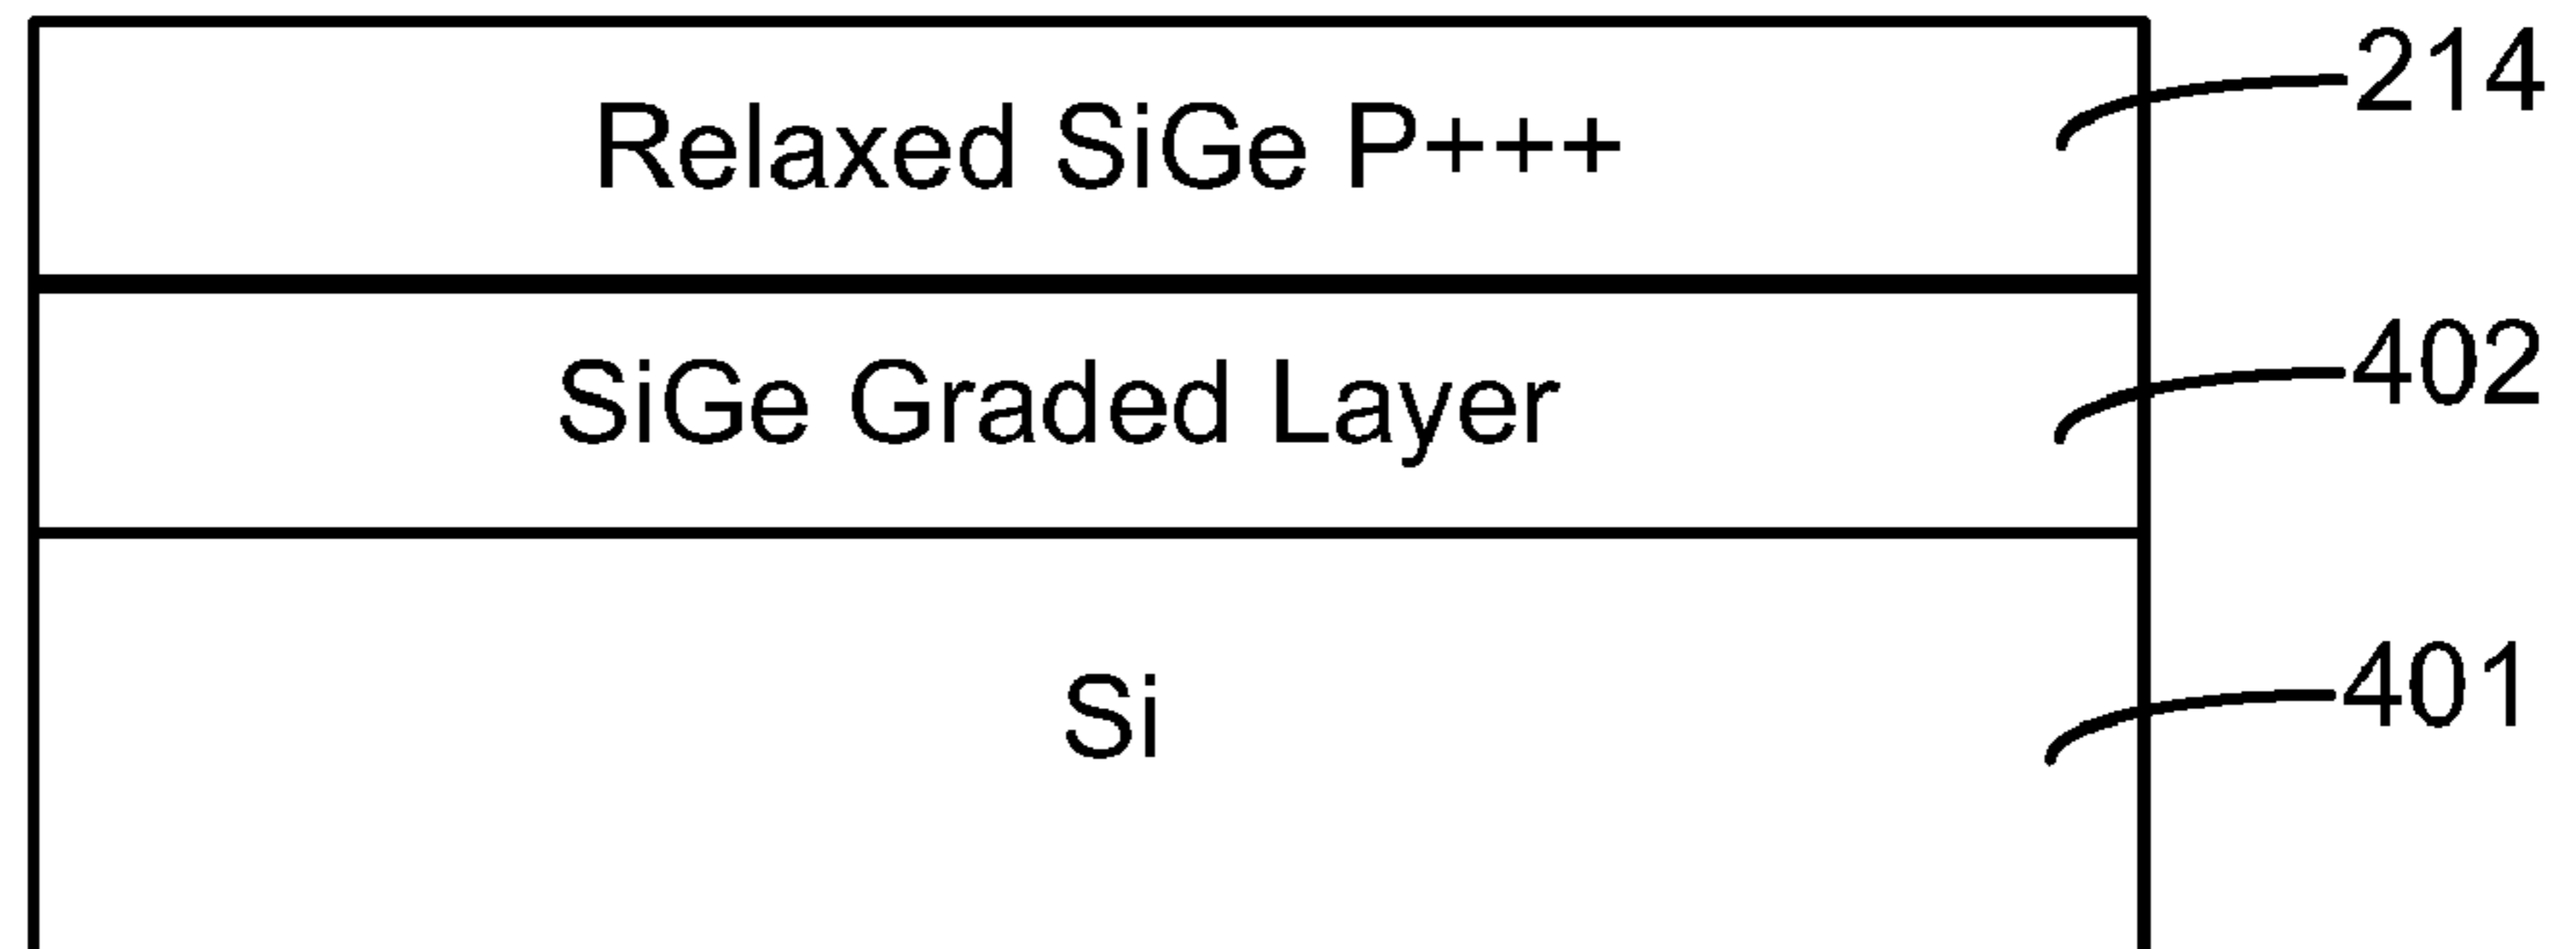 Relaxed SiGe P+++
214
SiGe Graded Layer
402
Si
401